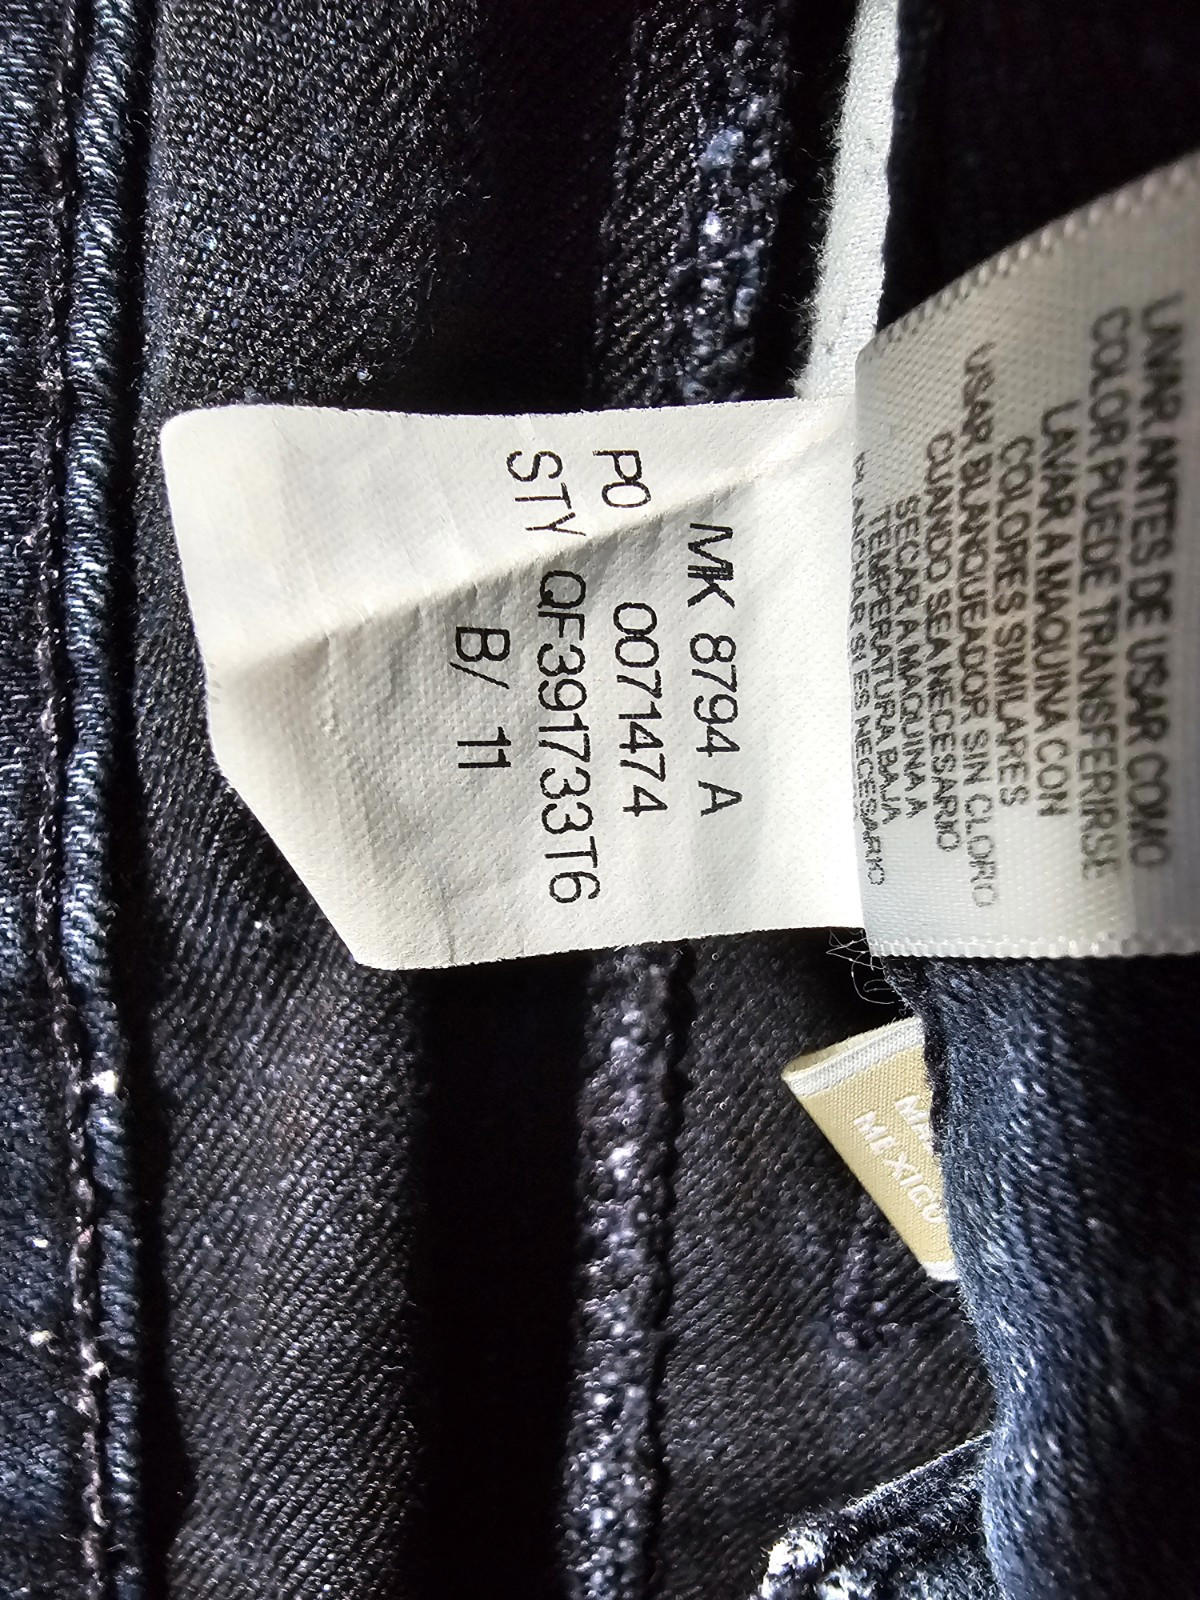 LAVAR ANTES DE USAR COMO
COLOR PUEDE TRANSFERIRSE
LAVAR A MAQUINA CON
COLORES SIMILARES
USAR BLANQUEADOR SIN CLORO
CUANDO SEA NECESARIO
SECAR A MAQUINA A
TEMPERATURA BAJA
PLANCHAR SI ES NECESARIO
MK 8794 A
PO 0071474
STY QF391733T6
B/ 11
MEXICO